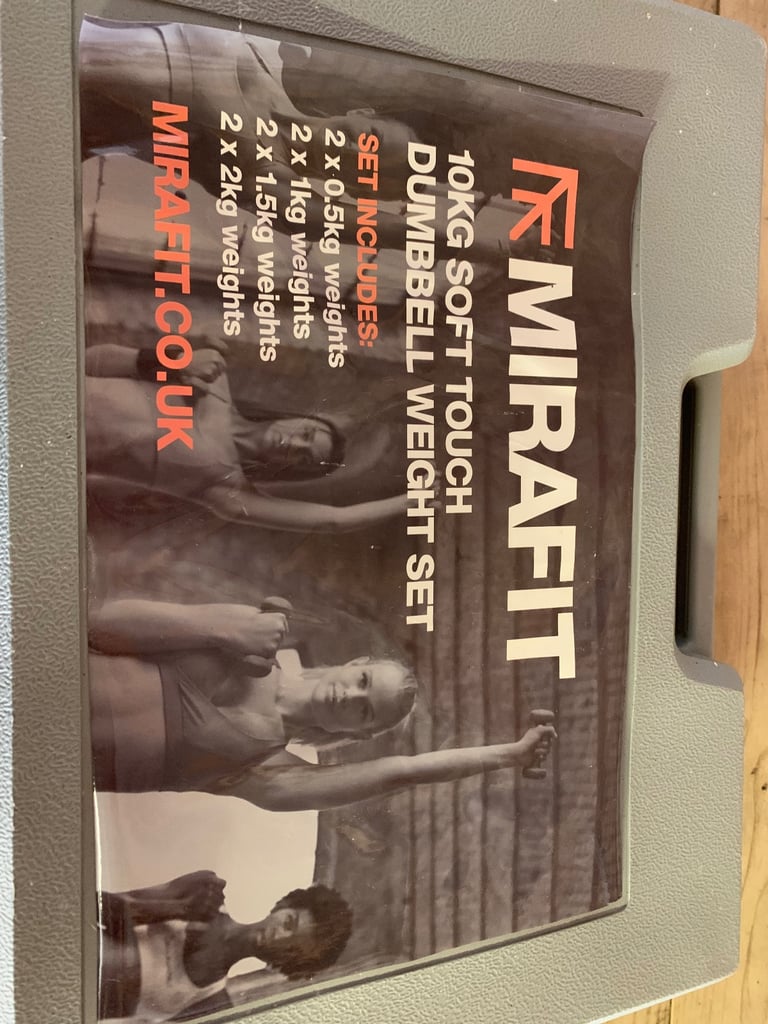 MIRAFIT
10KG SOFT TOUCH
DUMBBELL WEIGHT SET
SET INCLUDES:
2 x 0.5kg weights
2 x 1kg weights
2 x 1.5kg weights
2 x 2kg weights
MIRAFIT.CO.UK